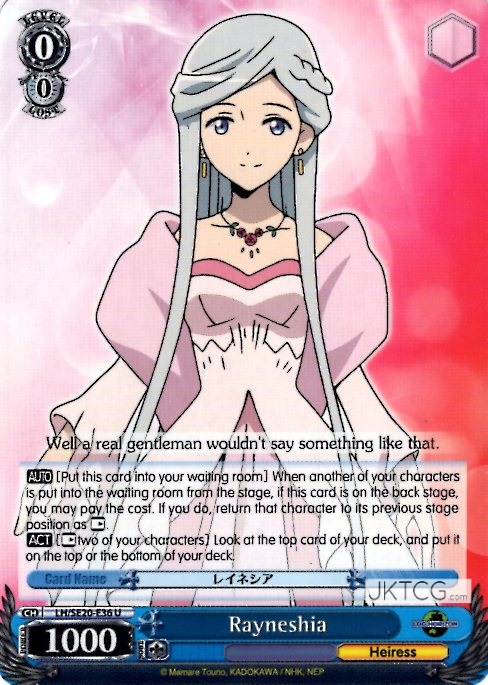 LEVEL
0
0
COST
Well a real gentleman wouldn't say something like that.
AUTO [Put this card into your waiting room] When another of your characters
is put into the waiting room from the stage, if this card is on the back stage,
you may pay the cost. If you do, return that character to its previous stage
position as .
ACT [ two of your characters] Look at the top card of your deck, and put it
on the top or the bottom of your deck.
Card Name
レイネシア
JKTCG.com
CH LH/SE20-E36 U
POWER 1000
Rayneshia
LOG HORIZON
Heiress
© Mamare Touno, KADOKAWA / NHK, NEP